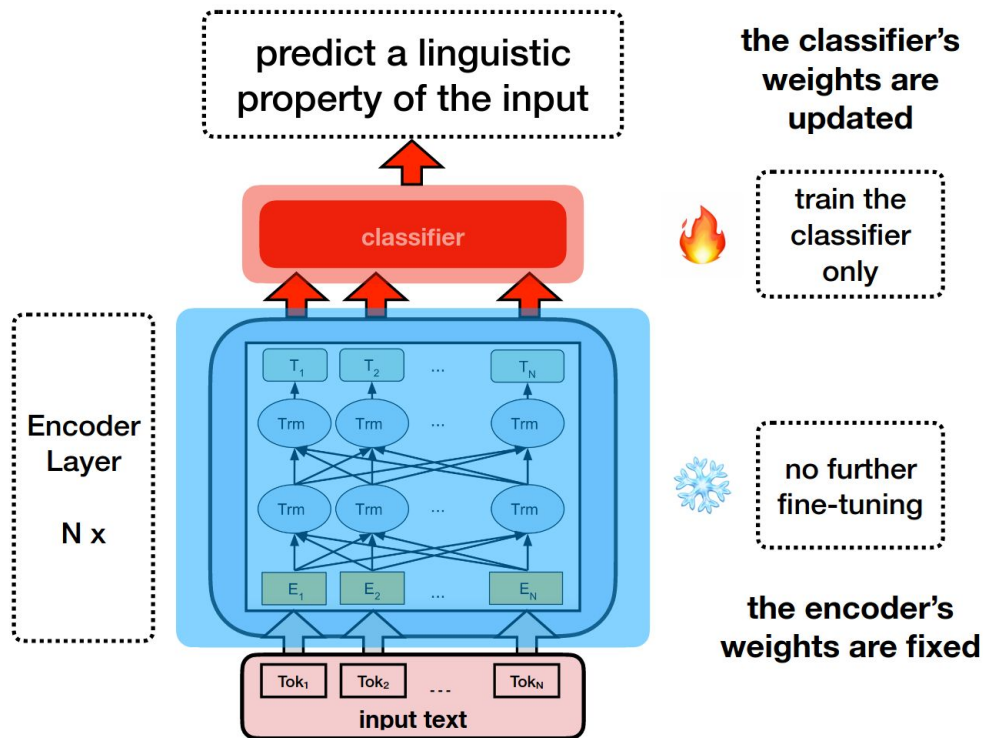 predict a linguistic
property of the input
the classifier's
weights are
updated
classifier
train the
classifier
only
Encoder
Layer
N x
T1 T2 ... TN
Trm Trm ... Trm
Trm Trm ... Trm
E1 E2 ... EN
no further
fine-tuning
the encoder's
weights are fixed
Tok1 Tok2 --- TokN
input text